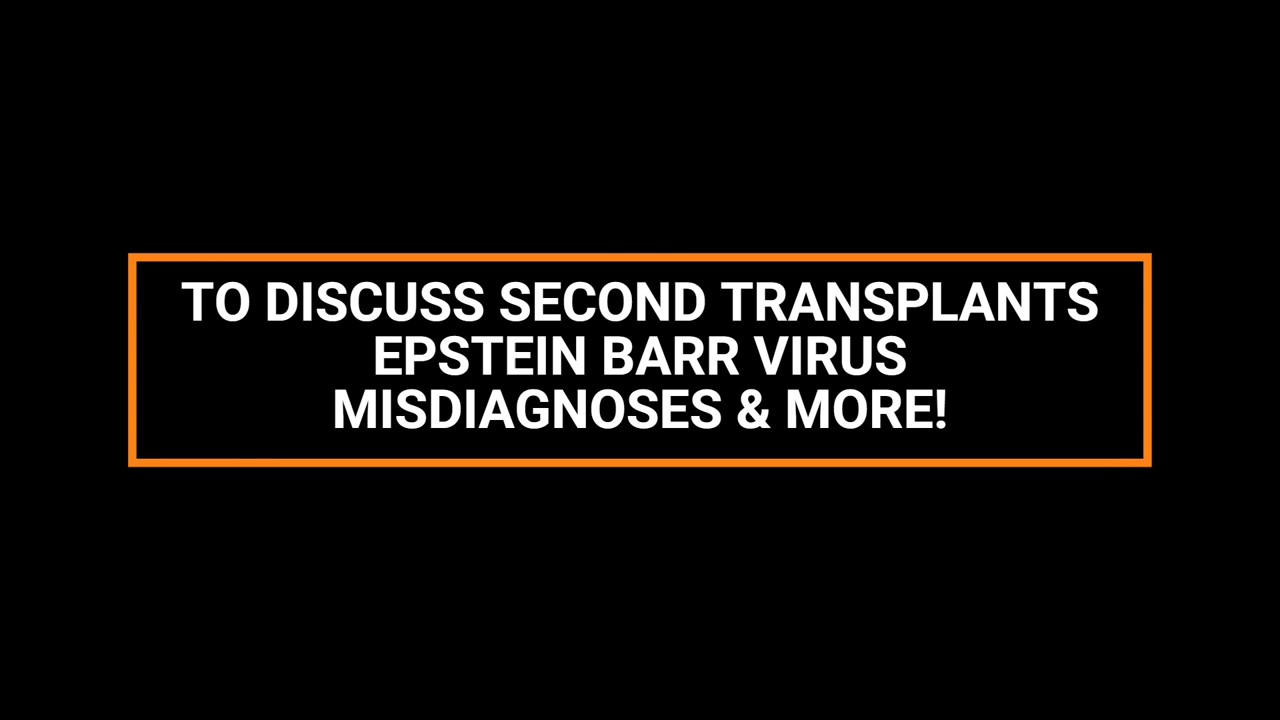 TO DISCUSS SECOND TRANSPLANTS
EPSTEIN BARR VIRUS
MISDIAGNOSES & MORE!